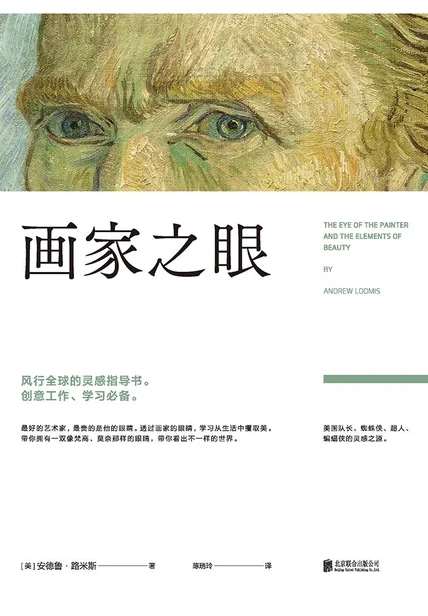 画家之眼
THE EYE OF THE PAINTER
AND THE ELEMENTS OF
BEAUTY
BY
ANDREW LOOMIS
风行全球的灵感指导书。
创意工作、学习必备。
最好的艺术家，最贵的是他的眼睛。透过画家的眼睛，学习从生活中攫取美。
带你拥有一双像梵高、莫奈那样的眼睛，带你看出不一样的世界。
美国队长、蜘蛛侠、超人、
蝙蝠侠的灵感之源。
[美]安德鲁·路米斯 著 陈琇玲 译
北京联合出版公司
Beijing United Publishing Co.,Ltd.